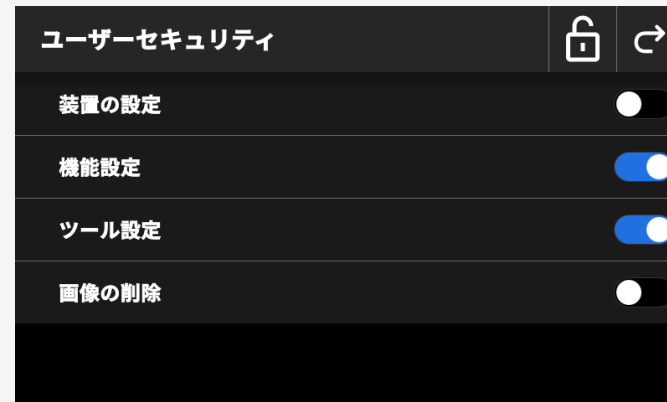 ユーザーセキュリティ
装置の設定
機能設定
ツール設定
画像の削除